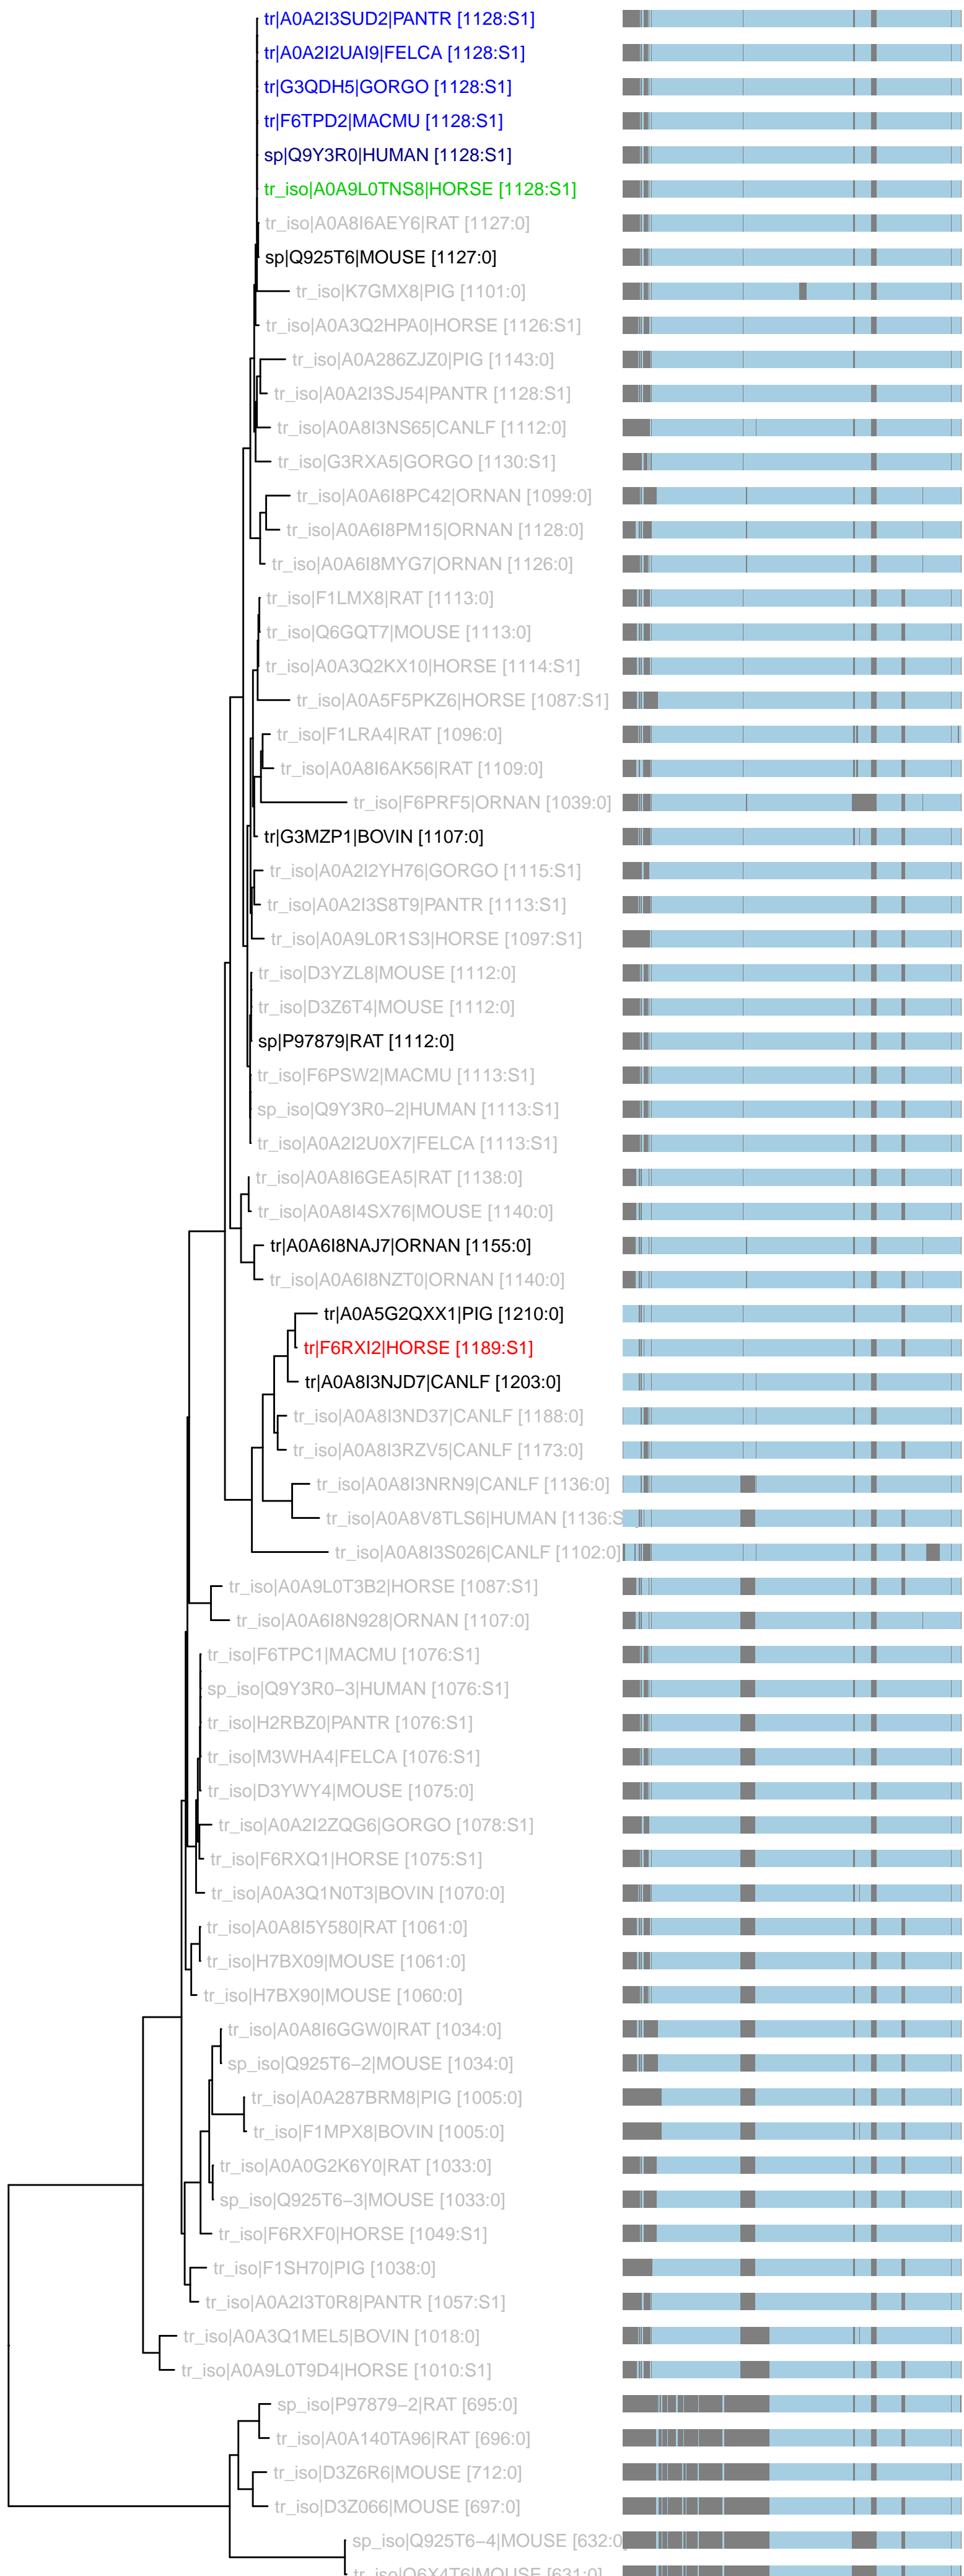 tr|A0A2I3SUD2|PANTR [1128:S1]
tr|A0A2I2UAI9|FELCA [1128:S1]
tr|G3QDH5|GORGO [1128:S1]
tr|F6TPD2|MACMU [1128:S1]
sp|Q9Y3R0|HUMAN [1128:S1]
tr_iso|A0A9L0TNS8|HORSE [1128:S1]
tr_iso|A0A8I6AEY6|RAT [1127:0]
sp|Q925T6|MOUSE [1127:0]
tr_iso|K7GMX8|PIG [1101:0]
tr_iso|A0A3Q2HPA0|HORSE [1126:S1]
tr_iso|A0A286ZJZ0|PIG [1143:0]
tr_iso|A0A2I3SJ54|PANTR [1128:S1]
tr_iso|A0A8I3NS65|CANLF [1112:0]
tr_iso|G3RXA5|GORGO [1130:S1]
tr_iso|A0A6I8PC42|ORNAN [1099:0]
tr_iso|A0A6I8PM15|ORNAN [1128:0]
tr_iso|A0A6I8MYG7|ORNAN [1126:0]
tr_iso|F1LMX8|RAT [1113:0]
tr_iso|Q6GQT7|MOUSE [1113:0]
tr_iso|A0A3Q2KX10|HORSE [1114:S1]
tr_iso|A0A5F5PKZ6|HORSE [1087:S1]
tr_iso|F1LRA4|RAT [1096:0]
tr_iso|A0A8I6AK56|RAT [1109:0]
tr_iso|F6PRF5|ORNAN [1039:0]
tr|G3MZP1|BOVIN [1107:0]
tr_iso|A0A2I2YH76|GORGO [1115:S1]
tr_iso|A0A2I3S8T9|PANTR [1113:S1]
tr_iso|A0A9L0R1S3|HORSE [1097:S1]
tr_iso|D3YZL8|MOUSE [1112:0]
tr_iso|D3Z6T4|MOUSE [1112:0]
sp|P97879|RAT [1112:0]
tr_iso|F6PSW2|MACMU [1113:S1]
sp_iso|Q9Y3R0−2|HUMAN [1113:S1]
tr_iso|A0A2I2U0X7|FELCA [1113:S1]
tr_iso|A0A8I6GEA5|RAT [1138:0]
tr_iso|A0A8I4SX76|MOUSE [1140:0]
tr|A0A6I8NAJ7|ORNAN [1155:0]
tr_iso|A0A6I8NZT0|ORNAN [1140:0]
tr|A0A5G2QXX1|PIG [1210:0]
tr|F6RXI2|HORSE [1189:S1]
tr|A0A8I3NJD7|CANLF [1203:0]
tr_iso|A0A8I3ND37|CANLF [1188:0]
tr_iso|A0A8I3RZV5|CANLF [1173:0]
tr_iso|A0A8I3NRN9|CANLF [1136:0]
tr_iso|A0A8V8TLS6|HUMAN [1136:S
tr_iso|A0A8I3S026|CANLF [1102:0]
tr_iso|A0A9L0T3B2|HORSE [1087:S1]
tr_iso|A0A6I8N928|ORNAN [1107:0]
tr_iso|F6TPC1|MACMU [1076:S1]
sp_iso|Q9Y3R0−3|HUMAN [1076:S1]
tr_iso|H2RBZ0|PANTR [1076:S1]
tr_iso|M3WHA4|FELCA [1076:S1]
tr_iso|D3YWY4|MOUSE [1075:0]
tr_iso|A0A2I2ZQG6|GORGO [1078:S1]
tr_iso|F6RXQ1|HORSE [1075:S1]
tr_iso|A0A3Q1N0T3|BOVIN [1070:0]
tr_iso|A0A8I5Y580|RAT [1061:0]
tr_iso|H7BX09|MOUSE [1061:0]
tr_iso|H7BX90|MOUSE [1060:0]
tr_iso|A0A8I6GGW0|RAT [1034:0]
sp_iso|Q925T6−2|MOUSE [1034:0]
tr_iso|A0A287BRM8|PIG [1005:0]
tr_iso|F1MPX8|BOVIN [1005:0]
tr_iso|A0A0G2K6Y0|RAT [1033:0]
sp_iso|Q925T6−3|MOUSE [1033:0]
tr_iso|F6RXF0|HORSE [1049:S1]
tr_iso|F1SH70|PIG [1038:0]
tr_iso|A0A2I3T0R8|PANTR [1057:S1]
tr_iso|A0A3Q1MEL5|BOVIN [1018:0]
tr_iso|A0A9L0T9D4|HORSE [1010:S1]
sp_iso|P97879−2|RAT [695:0]
tr_iso|A0A140TA96|RAT [696:0]
tr_iso|D3Z6R6|MOUSE [712:0]
tr_iso|D3Z066|MOUSE [697:0]
sp_iso|Q925T6−4|MOUSE [632:0
tr_iso|Q6X4T6|MOUSE [631:0]